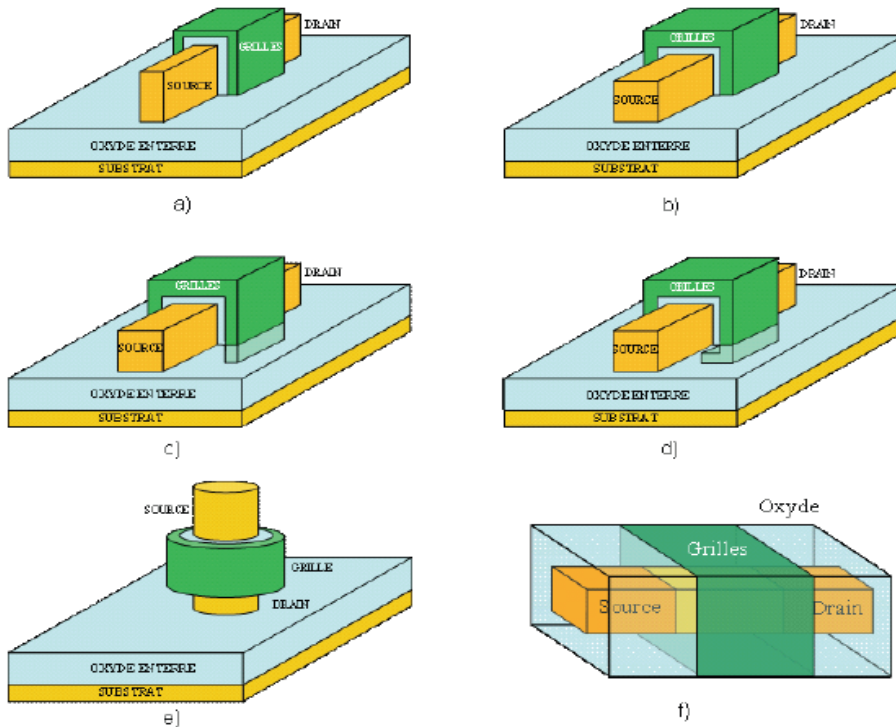 DRAIN
GRILLES
SOURCE
OXYDE ENTERRE
SUBSTRAT
a)
DRAIN
GRILLES
SOURCE
OXYDE ENTERRE
SUBSTRAT
b)
DRAIN
GRILLES
SOURCE
OXYDE ENTERRE
SUBSTRAT
c)
DRAIN
GRILLES
SOURCE
OXYDE ENTERRE
SUBSTRAT
d)
SOURCE
GRILLE
DRAIN
OXYDE ENTERRE
SUBSTRAT
e)
Oxyde
Grilles
Source
Drain
f)